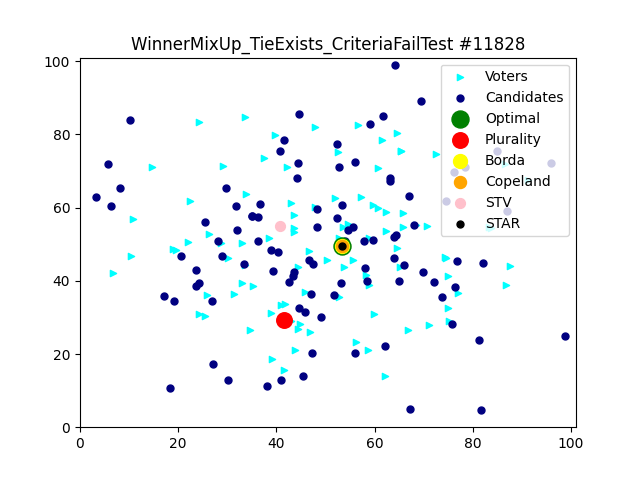 WinnerMixUp_TieExists_CriteriaFailTest #11828
100
80
60
40
20
0
0
20
40
60
80
100
Voters
Candidates
Optimal
Plurality
Borda
Copeland
STV
STAR